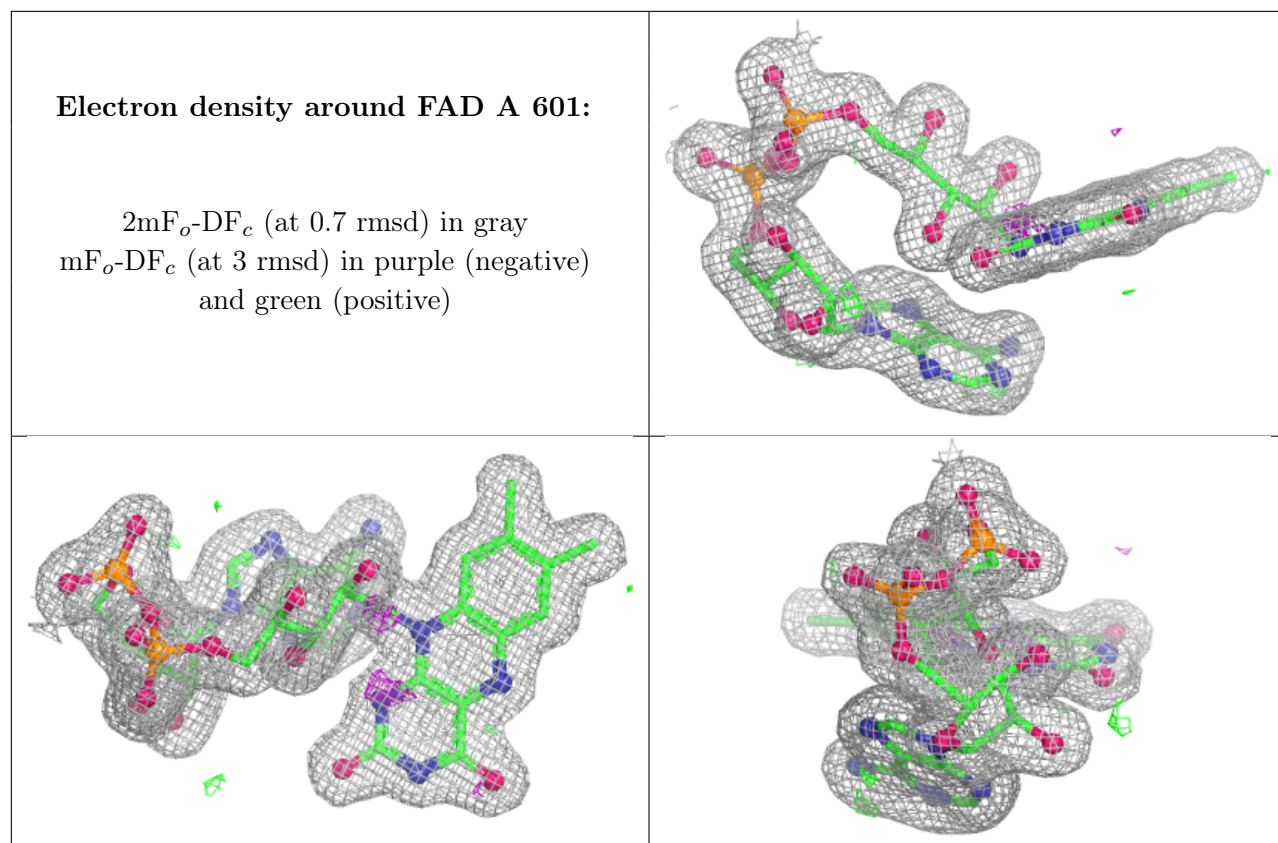 Electron density around FAD A 601:
2mFo-DFc (at 0.7 rmsd) in gray
mFo-DFc (at 3 rmsd) in purple (negative)
and green (positive)